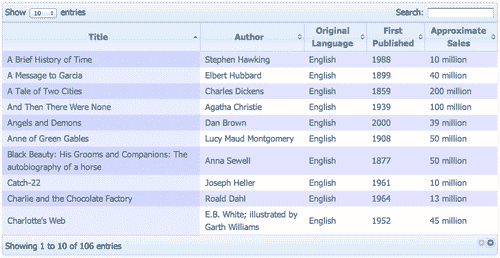 Show 10 entries Search:
Title Author Original Language First Published Approximate Sales
A Brief History of Time Stephen Hawking English 1988 10 million
A Message to Garcia Elbert Hubbard English 1899 40 million
A Tale of Two Cities Charles Dickens English 1859 200 million
And Then There Were None Agatha Christie English 1939 100 million
Angels and Demons Dan Brown English 2000 39 million
Anne of Green Gables Lucy Maud Montgomery English 1908 50 million
Black Beauty: His Grooms and Companions: The autobiography of a horse Anna Sewell English 1877 50 million
Catch-22 Joseph Heller English 1961 10 million
Charlie and the Chocolate Factory Roald Dahl English 1964 13 million
Charlotte's Web E.B. White; illustrated by Garth Williams English 1952 45 million
Showing 1 to 10 of 106 entries